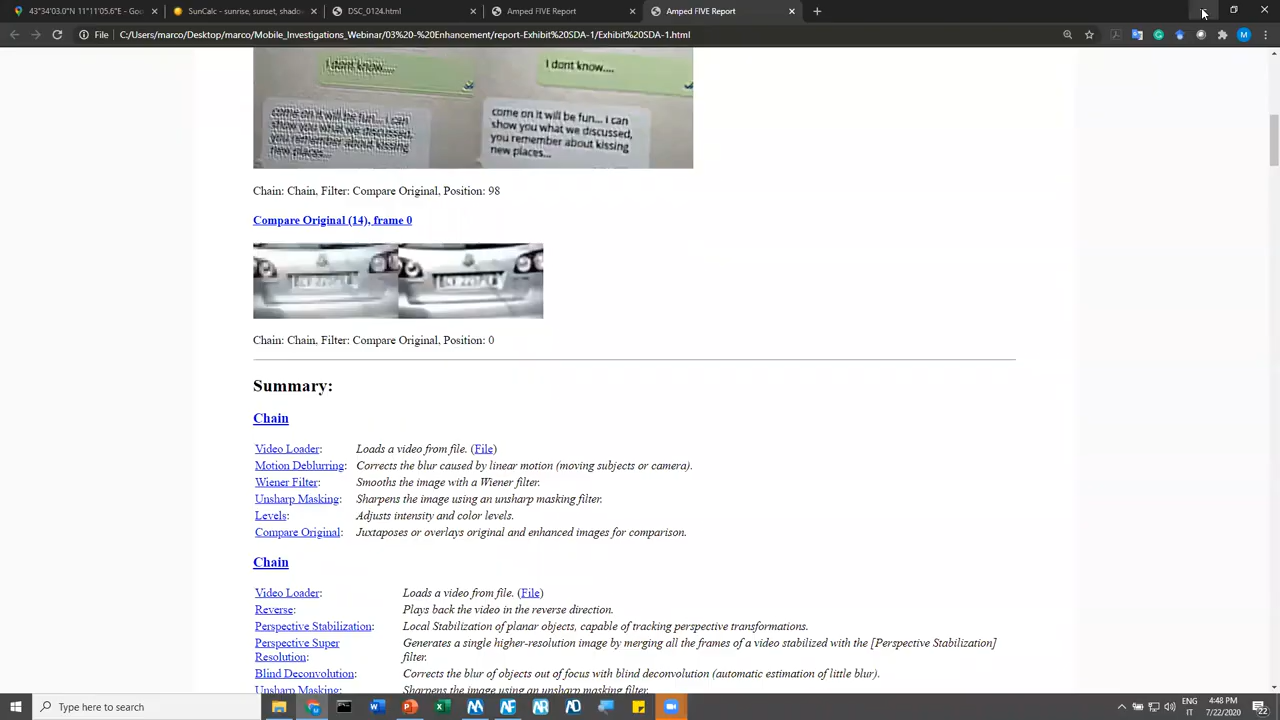 43°34'03.0"N 11°11'05.6"E - Goo
SunCalc - sunrise, sunset, shado
DSC_0124.html
Amped FIVE Report
Amped FIVE Report
File
C:/Users/marco/Desktop/marco/Mobile_Investigations_Webinar/03%20-%20Enhancement/report-Exhibit%20SDA-1/Exhibit%20SDA-1.html
I dont know....
I dont know....
come on it will be fun... i can
show you what we discussed,
you remember about kissing
new places...
come on it will be fun... i can
show you what we discussed,
you remember about kissing
new places...
Chain: Chain, Filter: Compare Original, Position: 98
Compare Original (14), frame 0
Chain: Chain, Filter: Compare Original, Position: 0
Summary:
Chain
Video Loader: Loads a video from file. (File)
Motion Deblurring: Corrects the blur caused by linear motion (moving subjects or camera).
Wiener Filter: Smooths the image with a Wiener filter.
Unsharp Masking: Sharpens the image using an unsharp masking filter.
Levels: Adjusts intensity and color levels.
Compare Original: Juxtaposes or overlays original and enhanced images for comparison.
Chain
Video Loader: Loads a video from file. (File)
Reverse: Plays back the video in the reverse direction.
Perspective Stabilization: Local Stabilization of planar objects, capable of tracking perspective transformations.
Perspective Super Generates a single higher-resolution image by merging all the frames of a video stabilized with the [Perspective Stabilization]
Resolution: filter.
Blind Deconvolution: Corrects the blur of objects out of focus with blind deconvolution (automatic estimation of little blur).
Unsharp Masking: Sharpens the image using an unsharp masking filter.
Type here to search
ENG
4:48 PM
7/22/2020